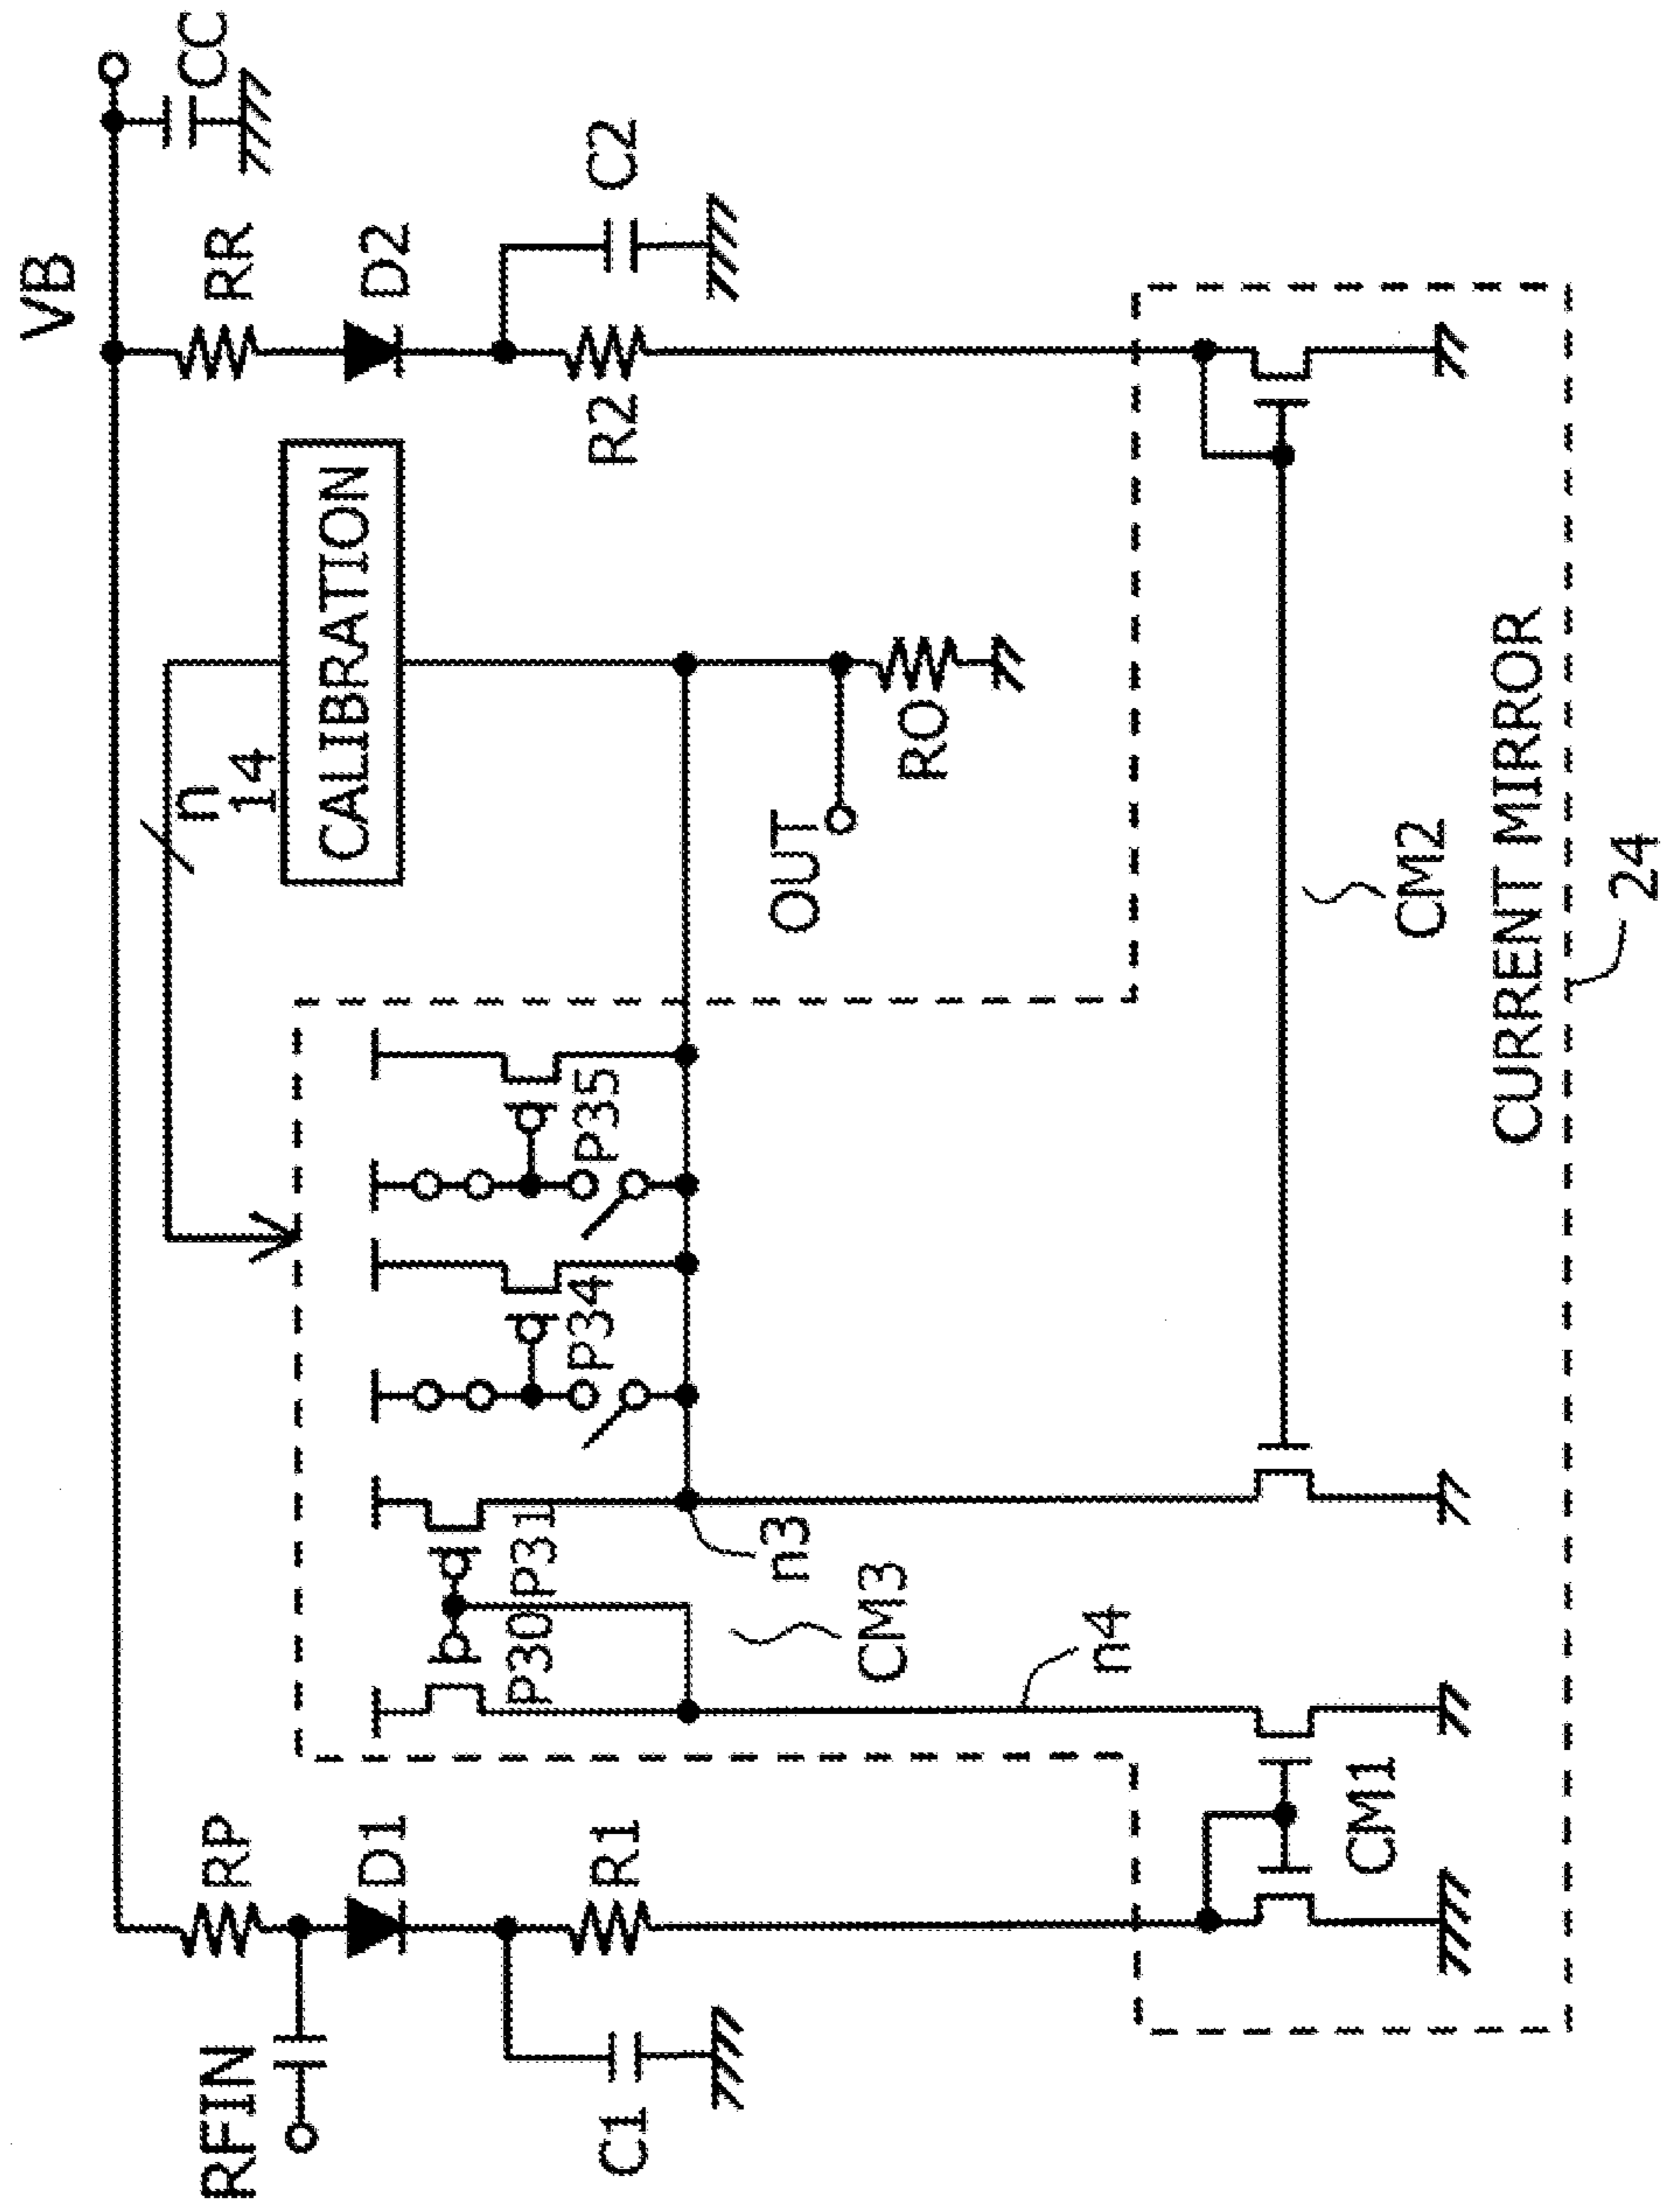 VB
CC
RR
D2
C2
R2
n
14
CALIBRATION
RO
OUT
P35
P34
P31
P30
n3
CM3
n4
CM2
CURRENT MIRROR
24
RP
RFIN
D1
R1
C1
CM1